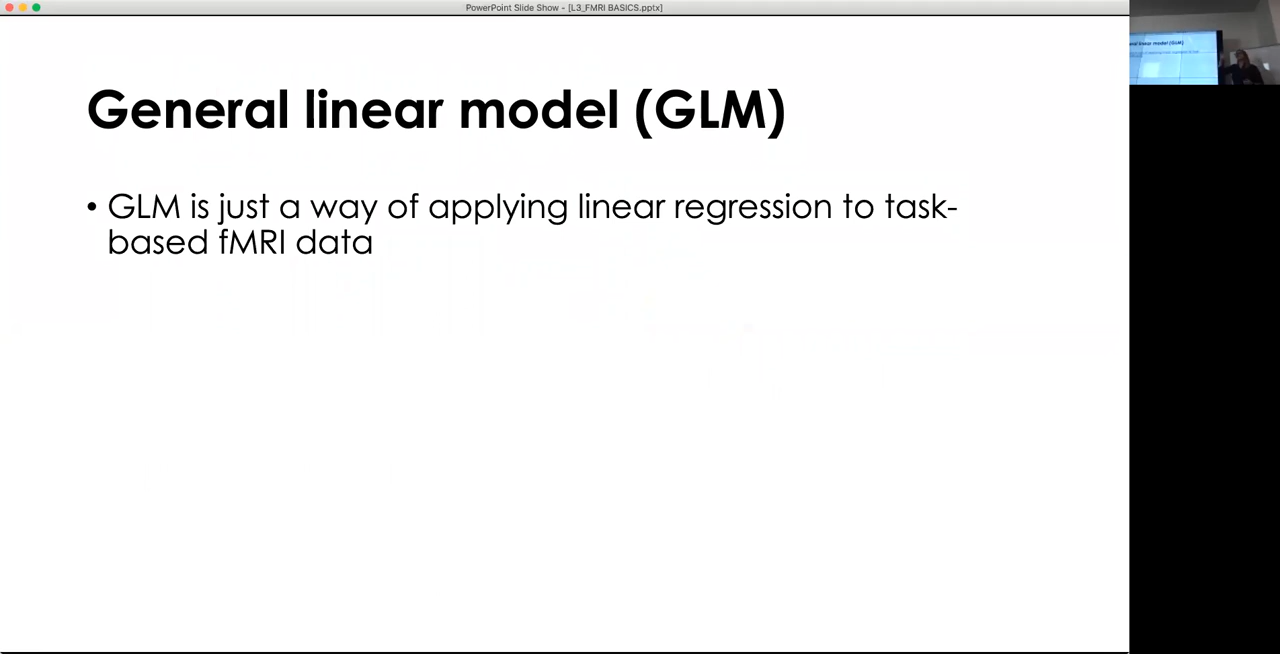 PowerPoint Slide Show - [L3_FMRI BASICS.pptx]
General linear model (GLM)
• GLM is just a way of applying linear regression to task-
based fMRI data